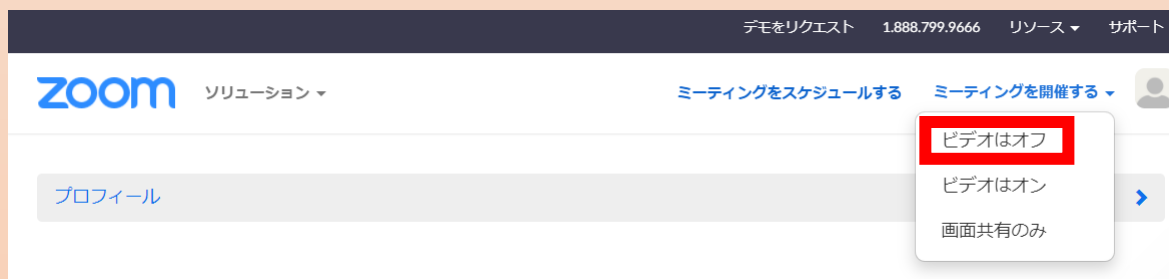 デモをリクエスト 1.888.799.9666 リソース サポート
zoom ソリューション ミーティングをスケジュールする ミーティングを開催する
ビデオはオフ
プロフィール
ビデオはオン
画面共有のみ